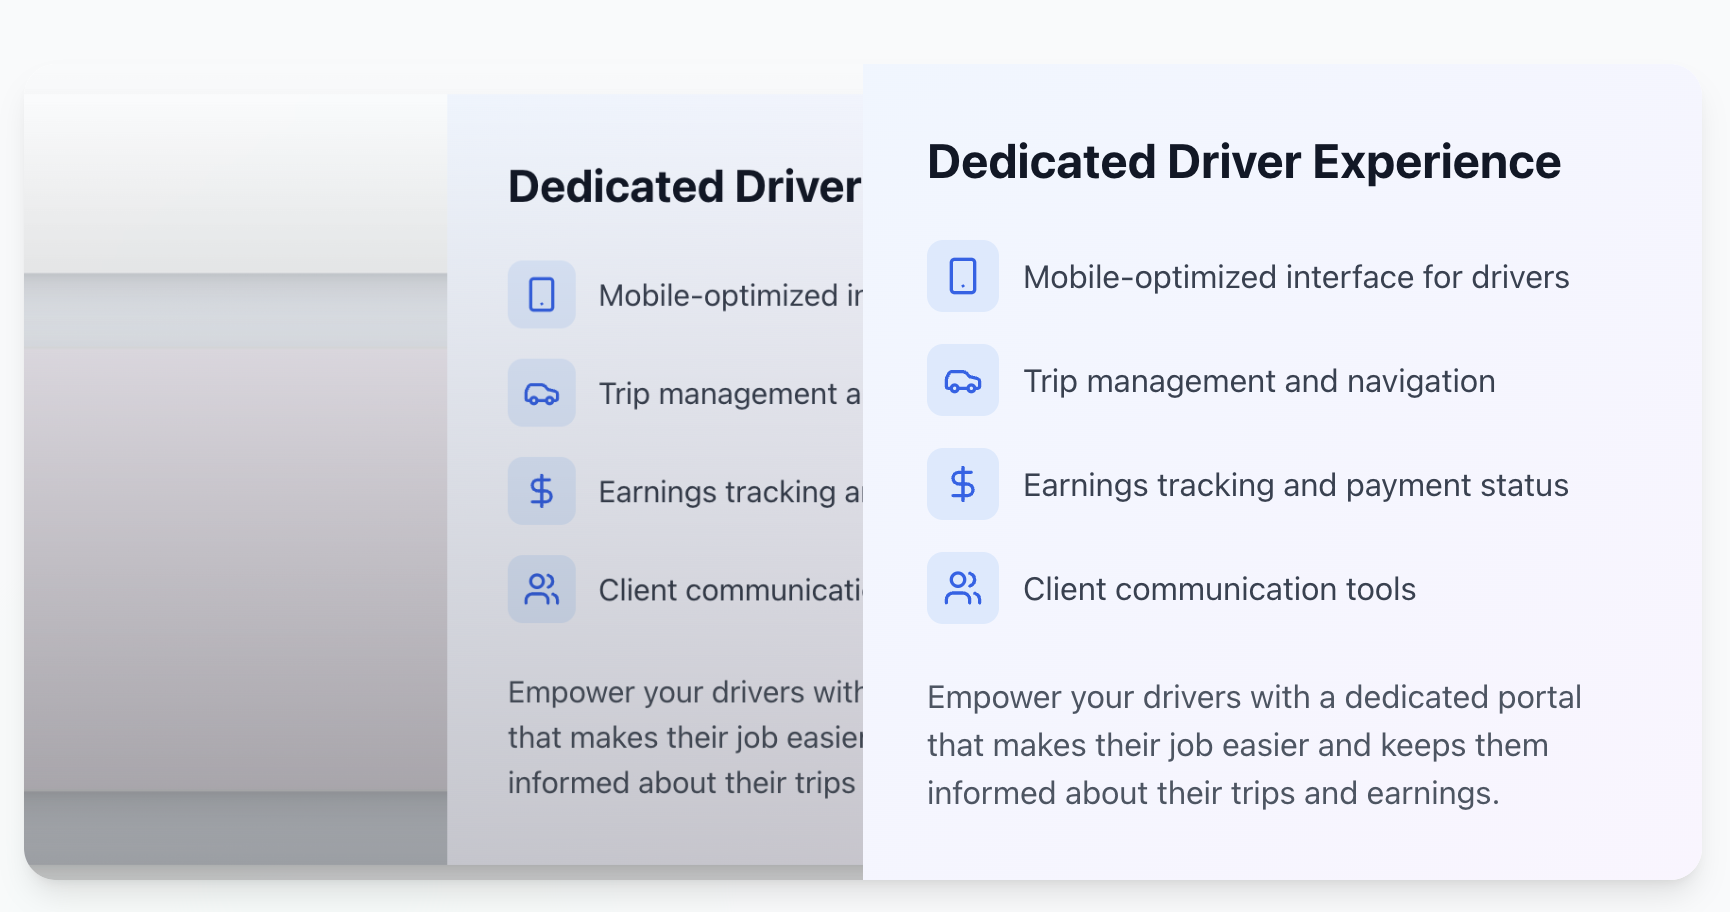 Dedicated Driver
Mobile-optimized
Trip management
Earnings tracking
Client
Empower your drivers with
that makes their job easier
informed about their trips
Dedicated Driver Experience
Mobile-optimized interface for drivers
Trip management and navigation
Earnings tracking and payment status
Client communication tools
Empower your drivers with a dedicated portal
that makes their job easier and keeps them
informed about their trips and earnings.